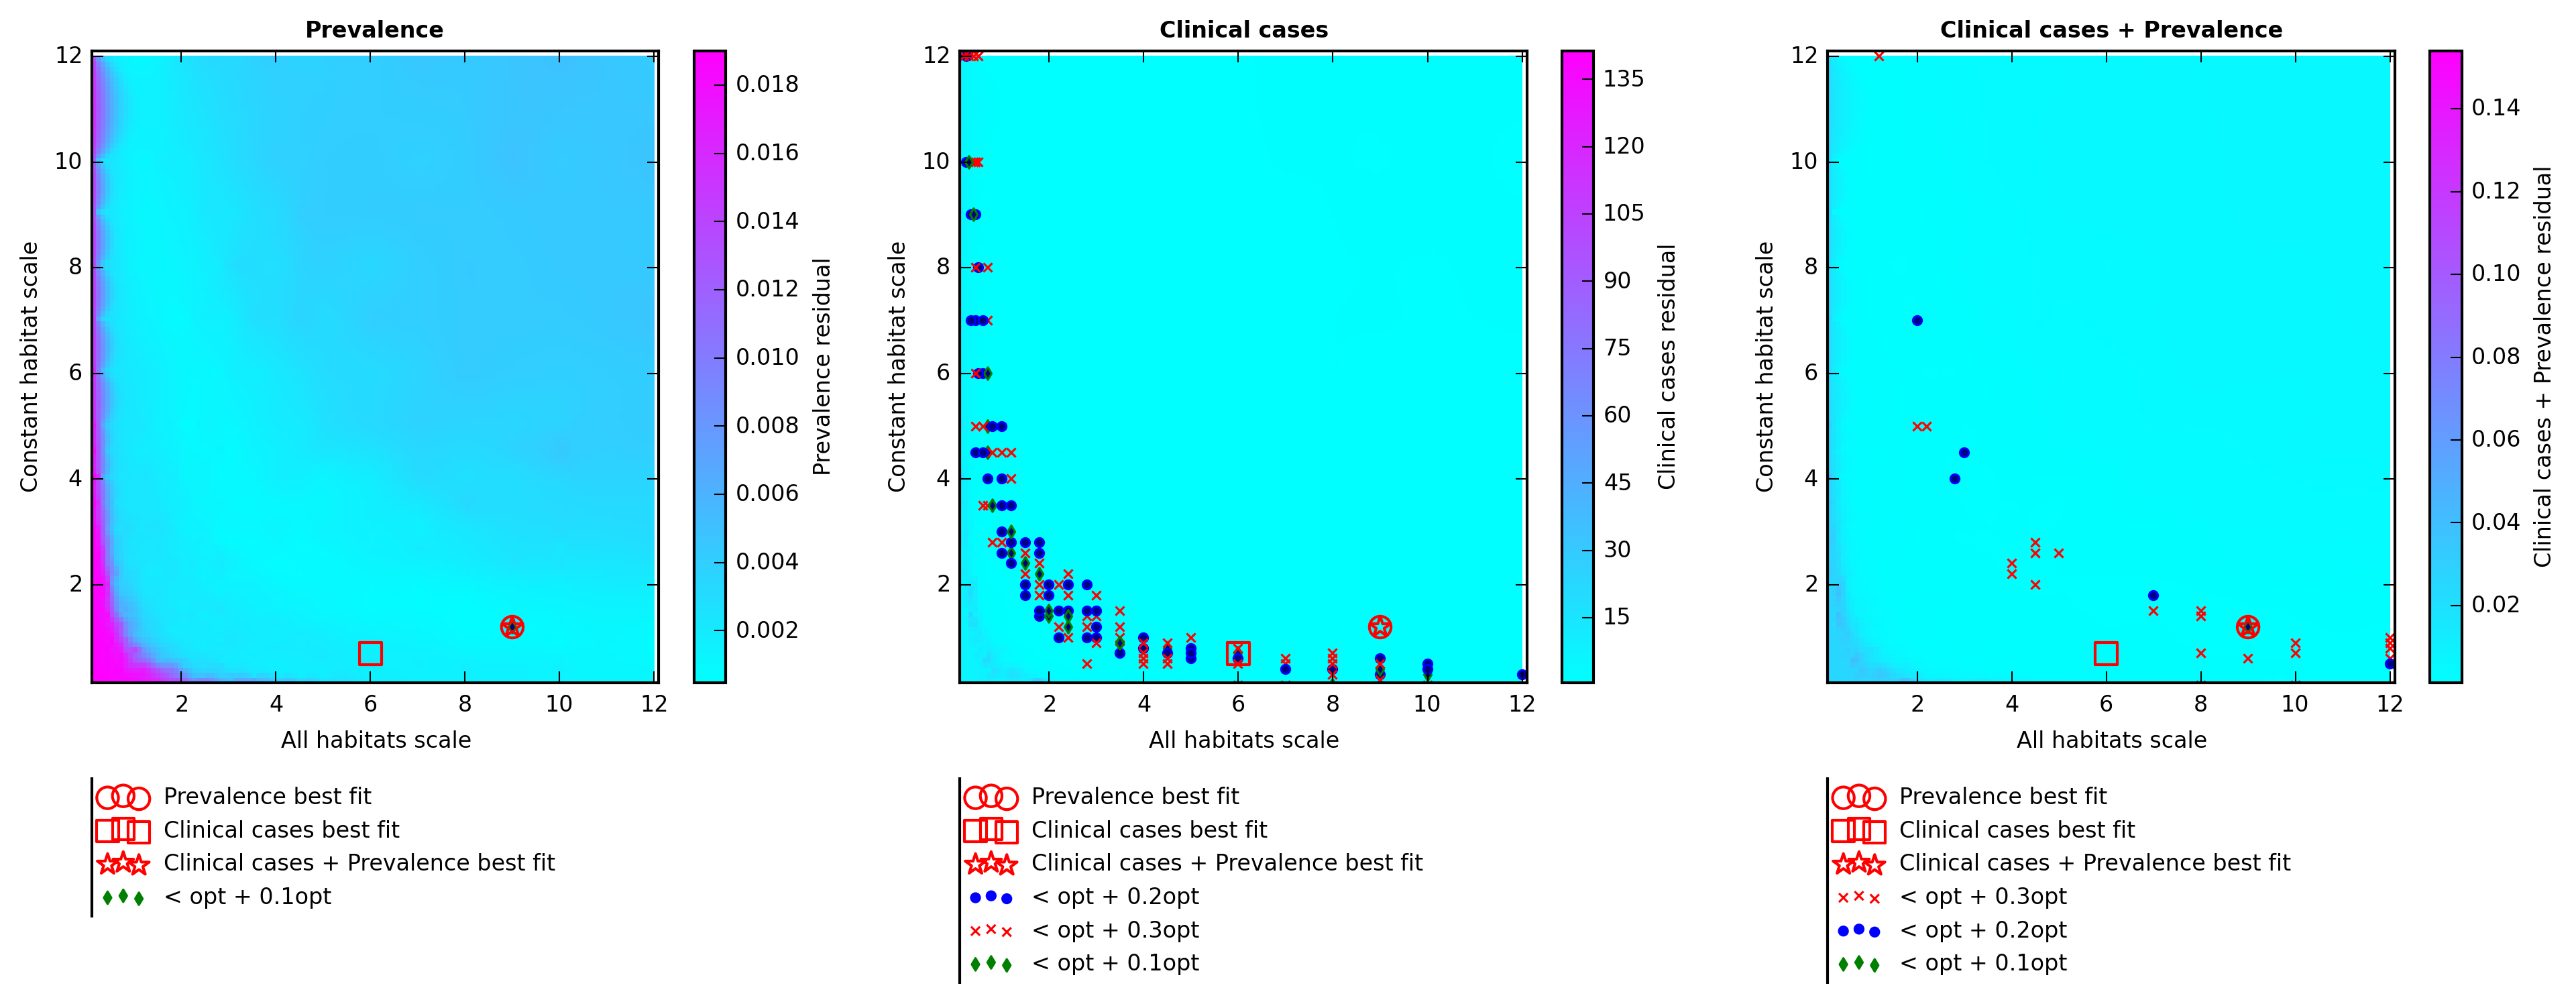 Prevalence
12
10
8
6
4
2
Constant habitat scale
2 4 6 8 10 12
All habitats scale
0.018
0.016
0.014
0.012
0.010
0.008
0.006
0.004
0.002
Prevalence residual
Prevalence best fit
Clinical cases best fit
Clinical cases + Prevalence best fit
< opt + 0.1opt
Clinical cases
12
10
8
6
4
2
Constant habitat scale
2 4 6 8 10 12
All habitats scale
135
120
105
90
75
60
45
30
15
Clinical cases residual
Prevalence best fit
Clinical cases best fit
Clinical cases + Prevalence best fit
< opt + 0.2opt
< opt + 0.3opt
< opt + 0.1opt
Clinical cases + Prevalence
12
10
8
6
4
2
Constant habitat scale
2 4 6 8 10 12
All habitats scale
0.14
0.12
0.10
0.08
0.06
0.04
0.02
Clinical cases + Prevalence residual
Prevalence best fit
Clinical cases best fit
Clinical cases + Prevalence best fit
< opt + 0.3opt
< opt + 0.2opt
< opt + 0.1opt